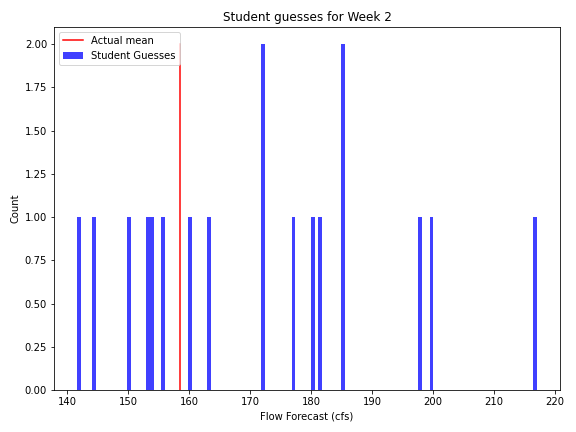 Student guesses for Week 2
Actual mean
Student Guesses
2.00
1.75
1.50
1.25
1.00
0.75
0.50
0.25
0.00
Count
140 150 160 170 180 190 200 210 220
Flow Forecast (cfs)